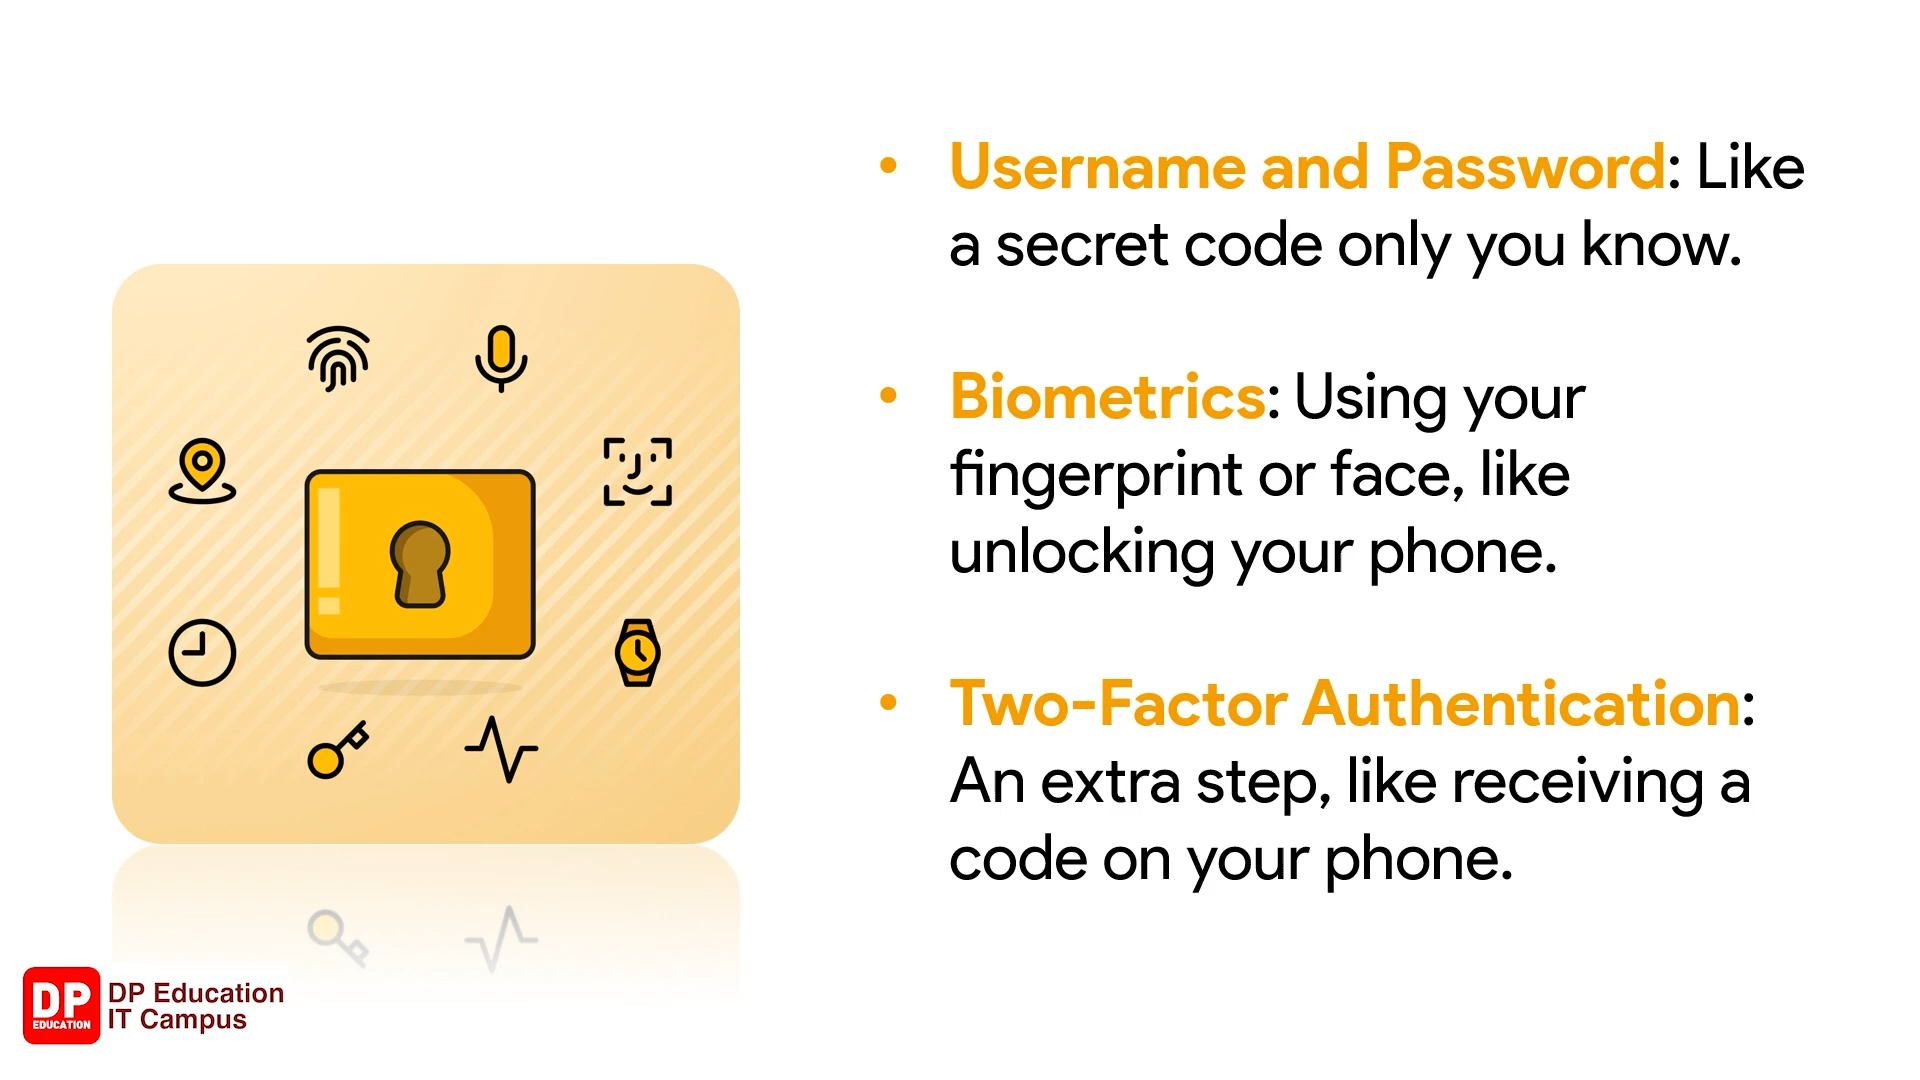 • Username and Password: Like
a secret code only you know.
• Biometrics: Using your
fingerprint or face, like
unlocking your phone.
• Two-Factor Authentication:
An extra step, like receiving a
code on your phone.
DP
EDUCATION
DP Education
IT Campus